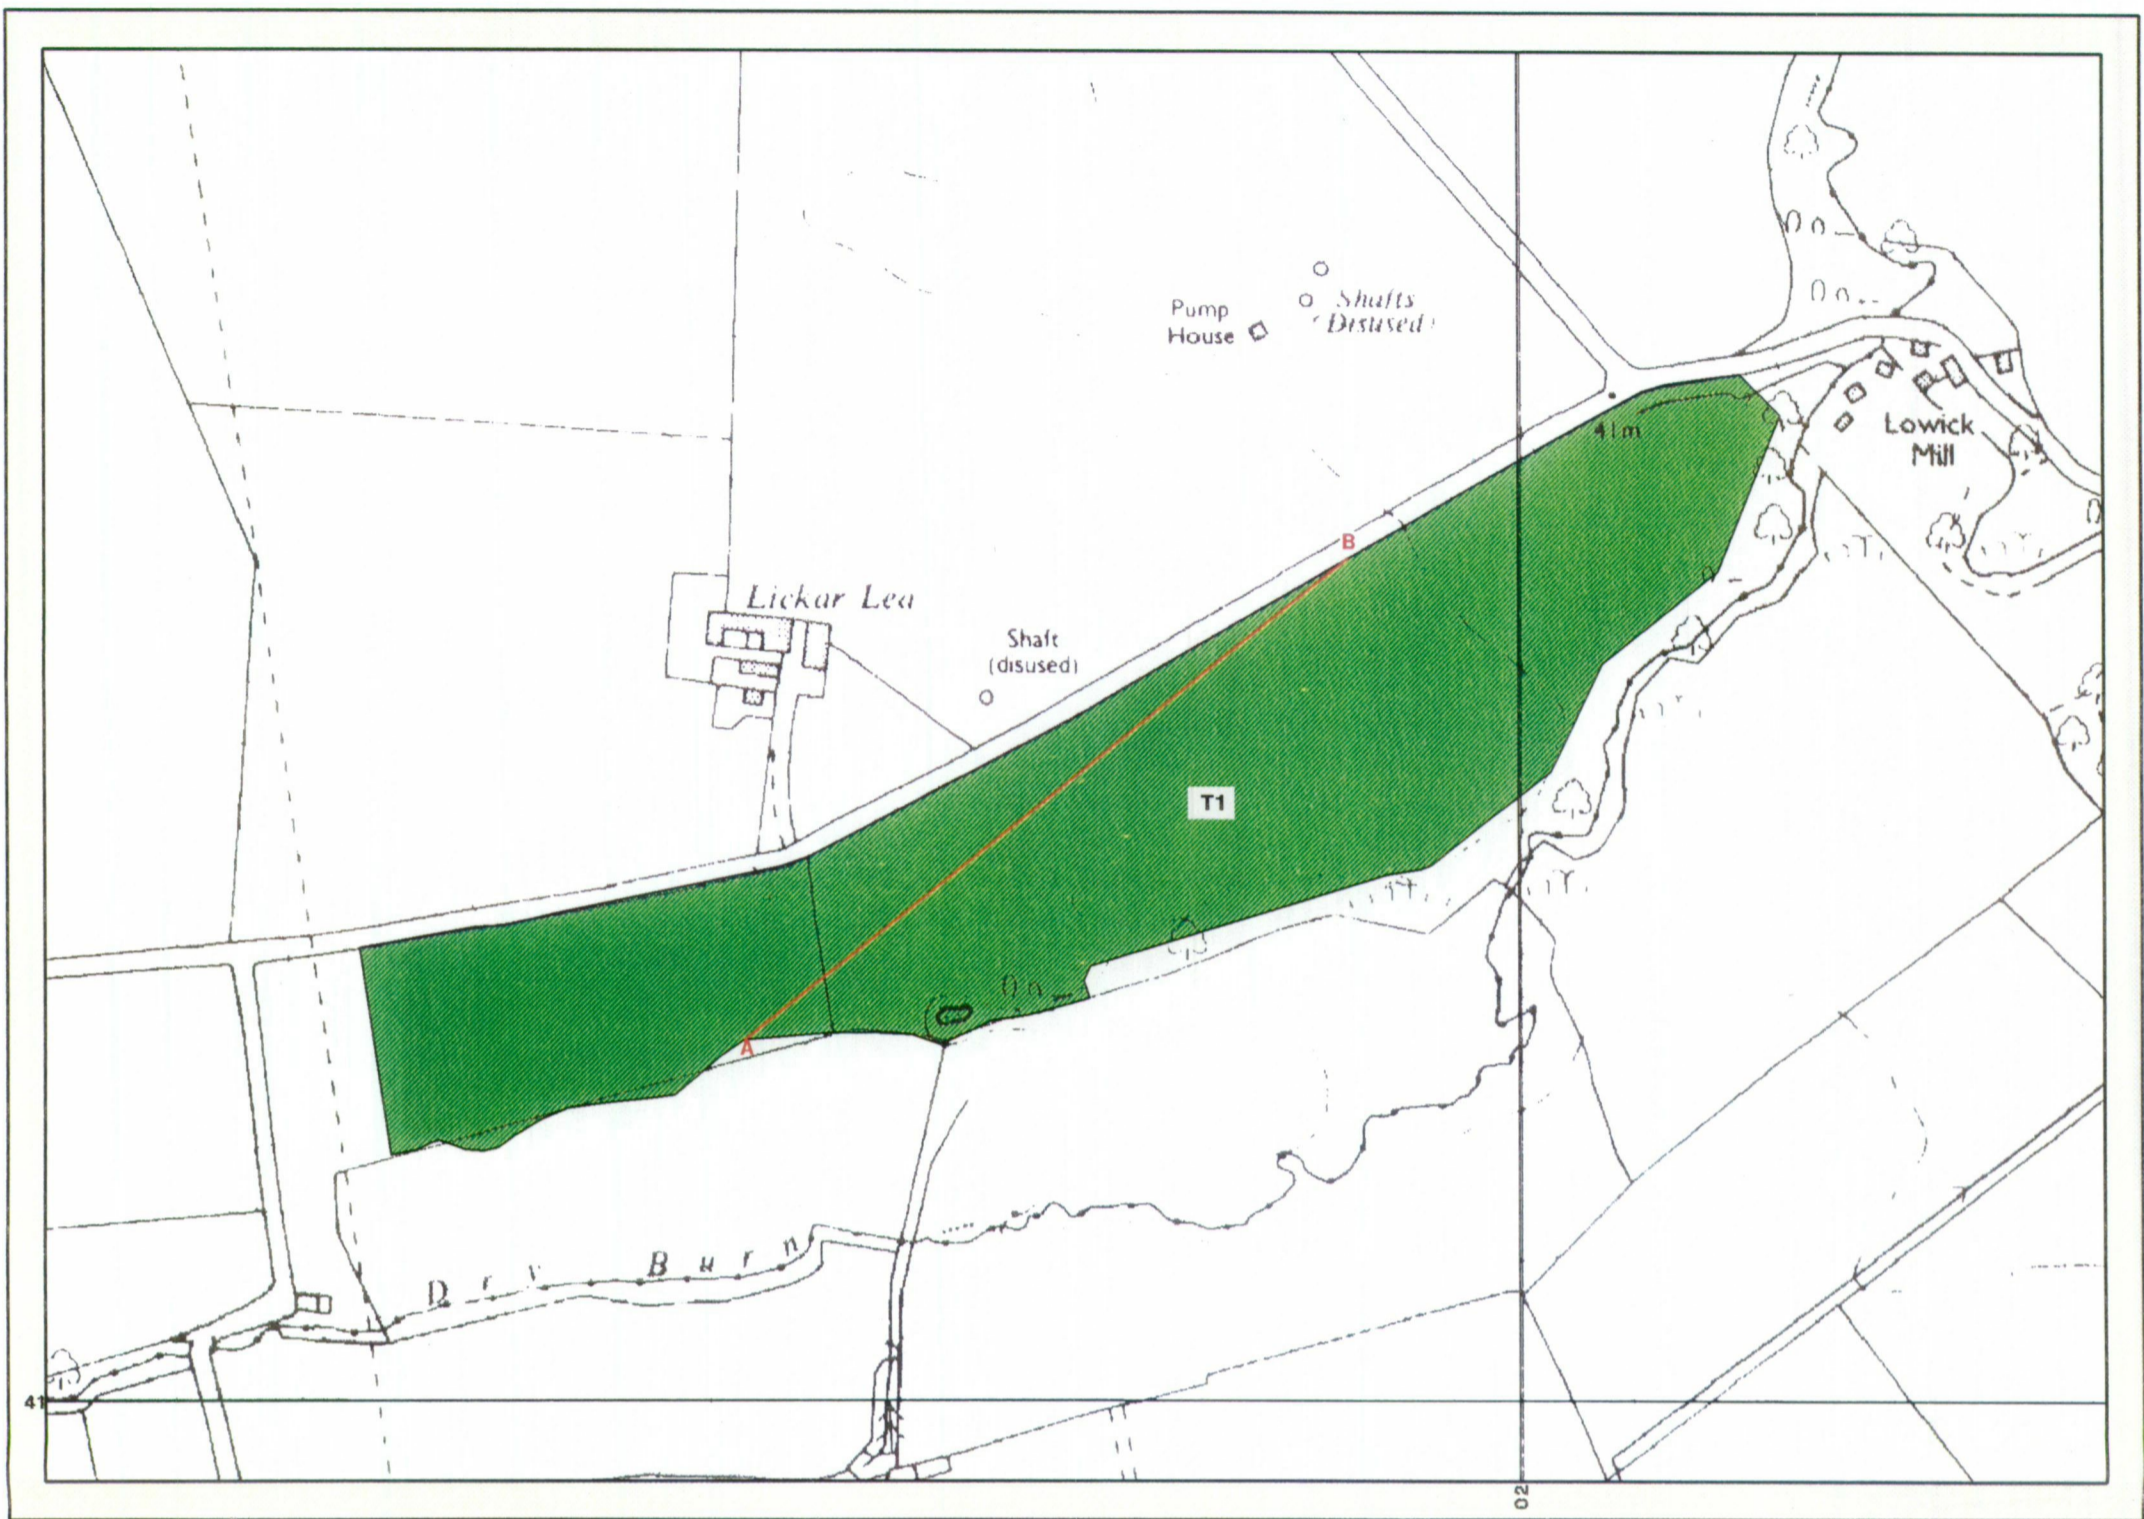 Shafts
(Disused)
Pump
House
41m
Lowick
Mill
B
Lickar Lea
Shaft
(disused)
T1
A
Dry Burn
41
02